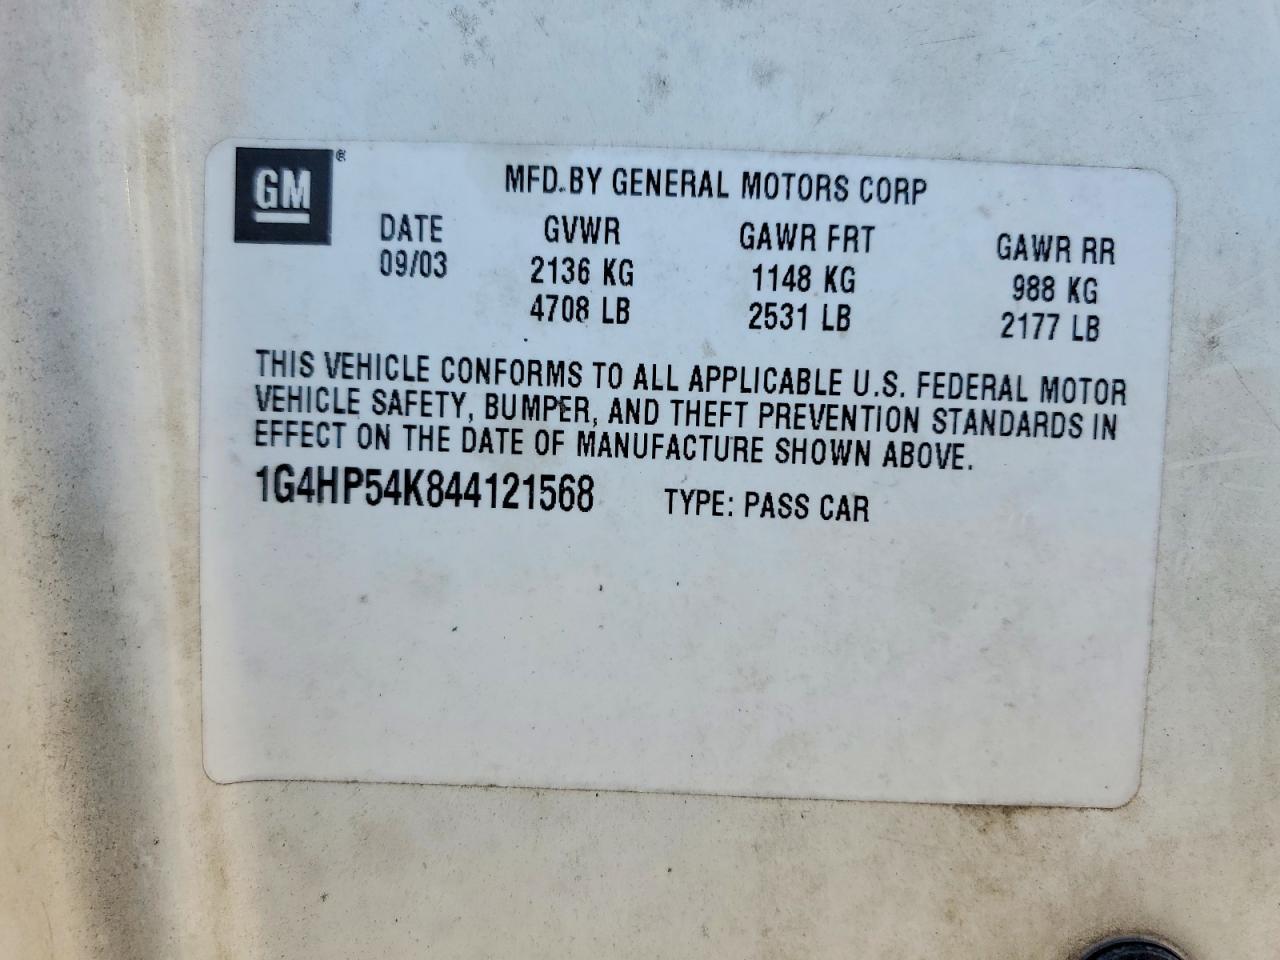 GM ®
MFD. BY GENERAL MOTORS CORP
DATE GVWR GAWR FRT GAWR RR
09/03 2136 KG 1148 KG 988 KG
4708 LB 2531 LB 2177 LB
THIS VEHICLE CONFORMS TO ALL APPLICABLE U.S. FEDERAL MOTOR
VEHICLE SAFETY, BUMPER, AND THEFT PREVENTION STANDARDS IN
EFFECT ON THE DATE OF MANUFACTURE SHOWN ABOVE.
1G4HP54K844121568 TYPE: PASS CAR